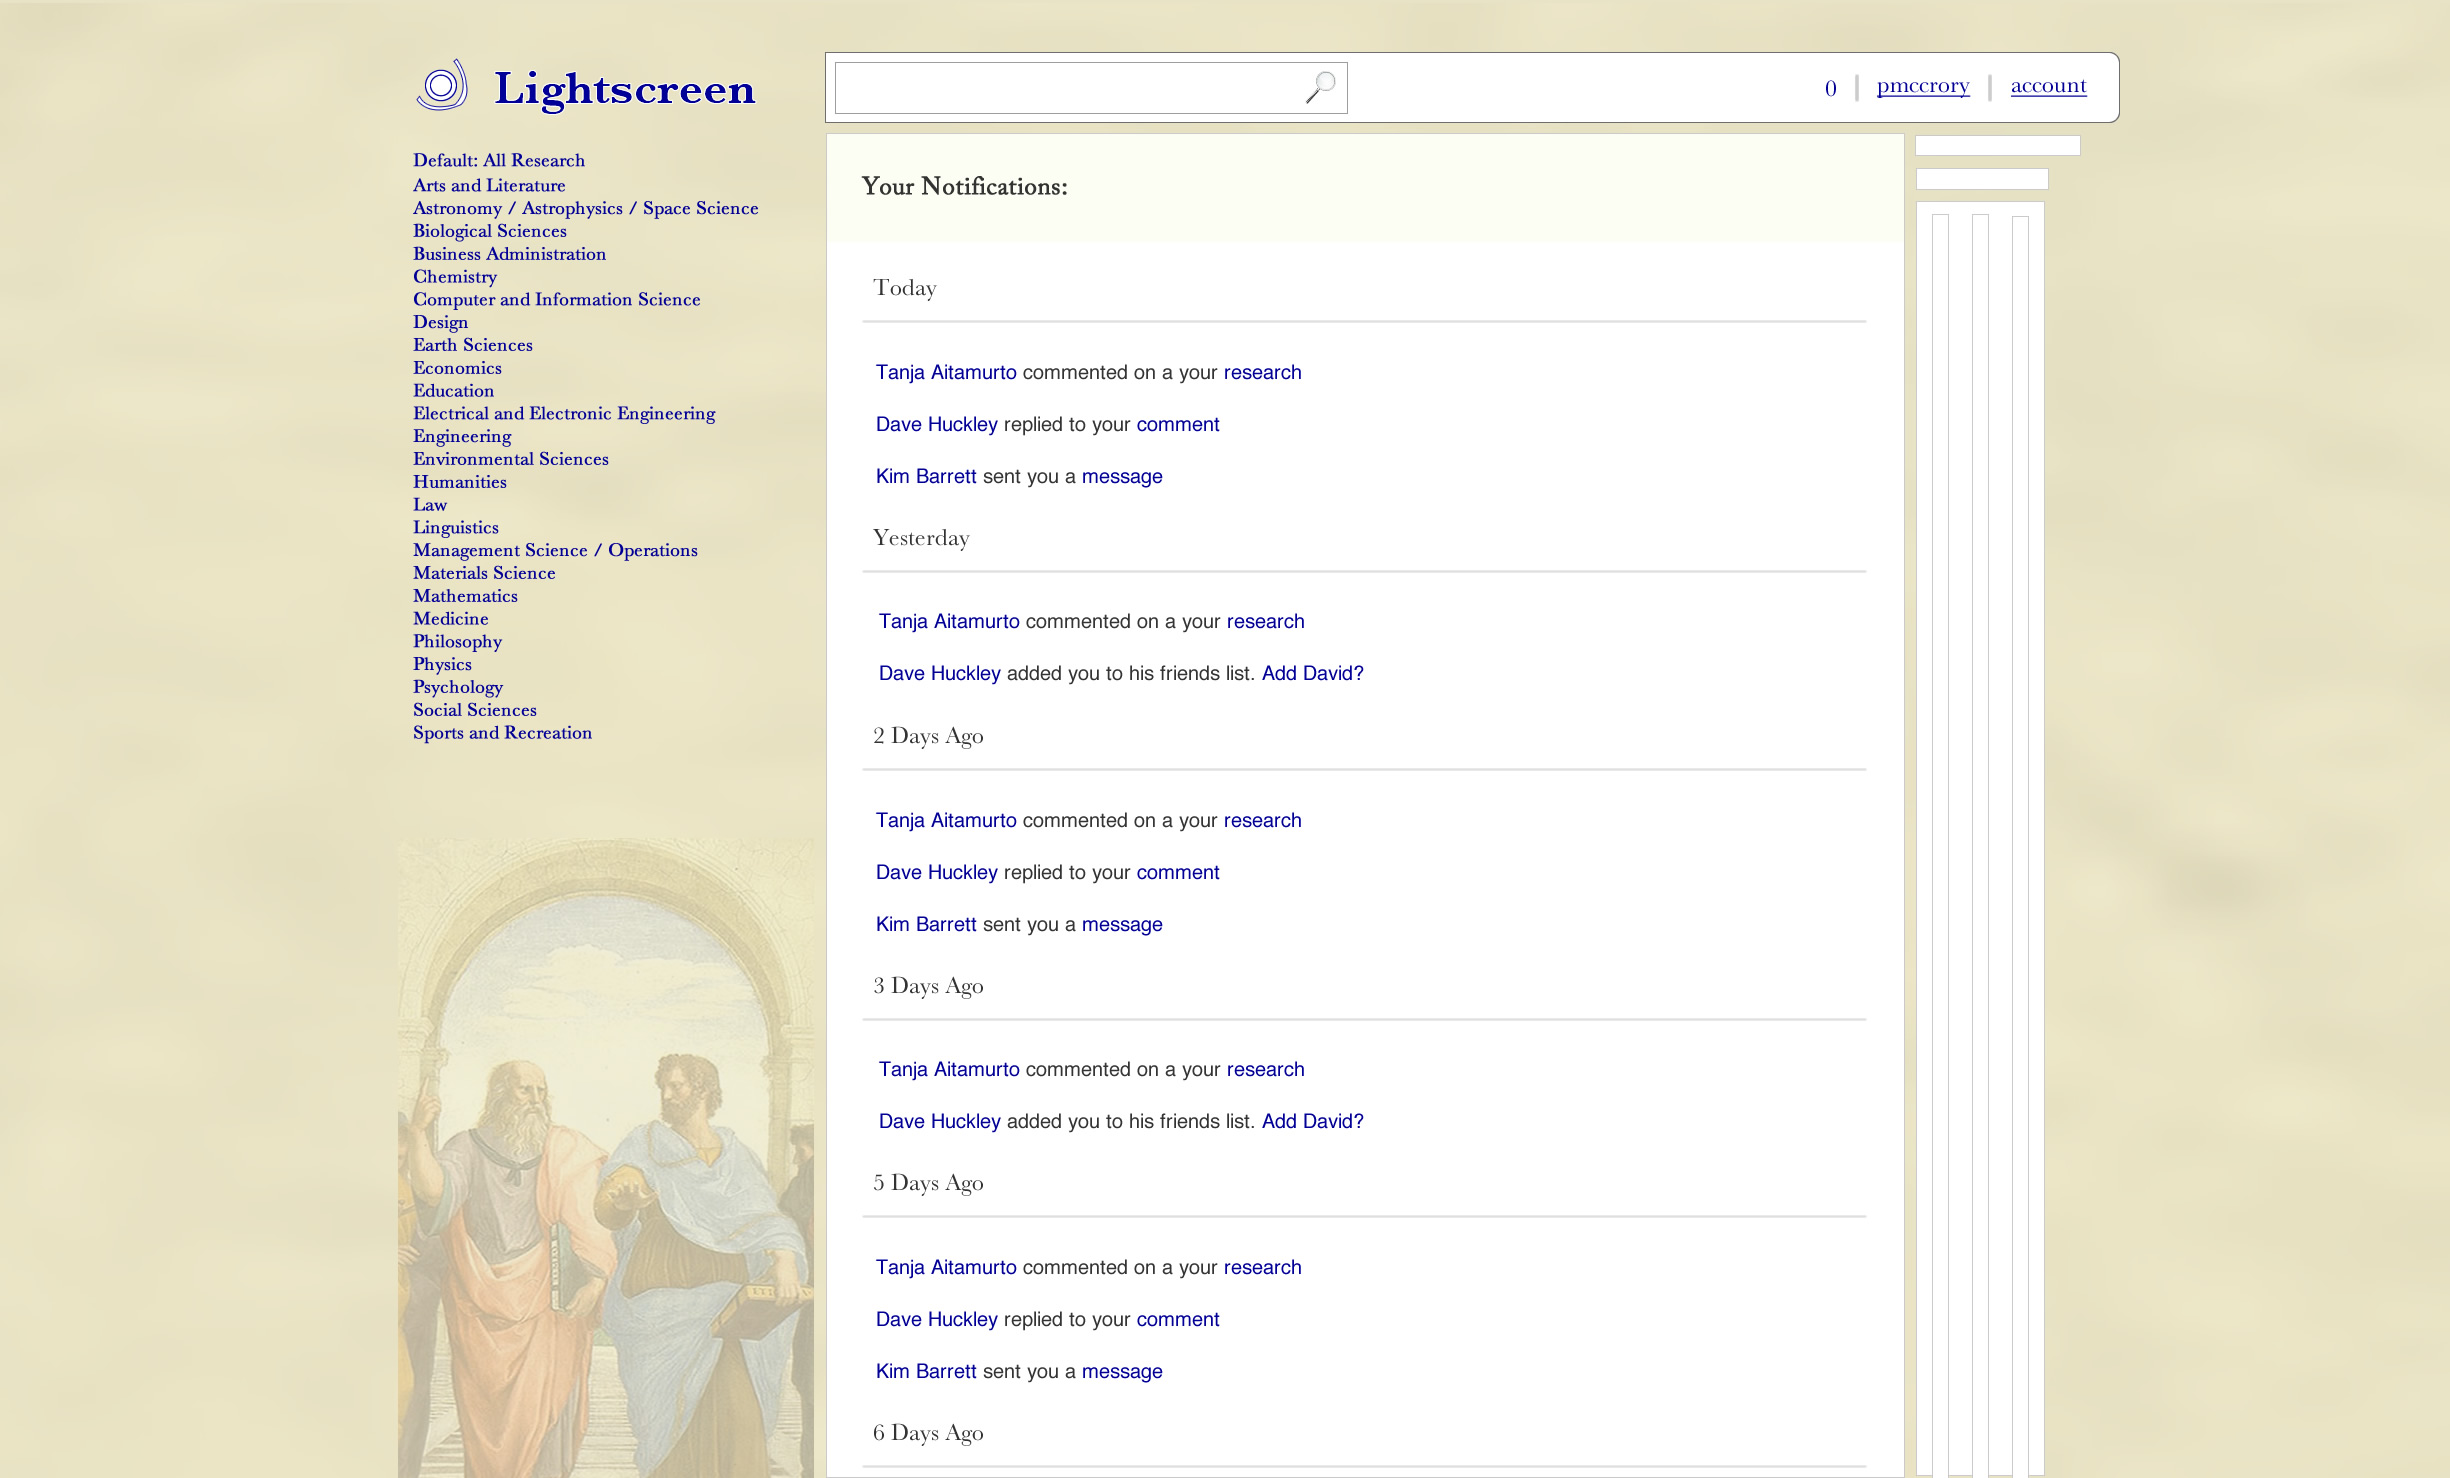 Lightscreen
0 | pmccrory | account
Default: All Research
Arts and Literature
Astronomy / Astrophysics / Space Science
Biological Sciences
Business Administration
Chemistry
Computer and Information Science
Design
Earth Sciences
Economics
Education
Electrical and Electronic Engineering
Engineering
Environmental Sciences
Humanities
Law
Linguistics
Management Science / Operations
Materials Science
Mathematics
Medicine
Philosophy
Physics
Psychology
Social Sciences
Sports and Recreation
Your Notifications:
Today
Tanja Aitamurto commented on a your research
Dave Huckley replied to your comment
Kim Barrett sent you a message
Yesterday
Tanja Aitamurto commented on a your research
Dave Huckley added you to his friends list. Add David?
2 Days Ago
Tanja Aitamurto commented on a your research
Dave Huckley replied to your comment
Kim Barrett sent you a message
3 Days Ago
Tanja Aitamurto commented on a your research
Dave Huckley added you to his friends list. Add David?
5 Days Ago
Tanja Aitamurto commented on a your research
Dave Huckley replied to your comment
Kim Barrett sent you a message
6 Days Ago